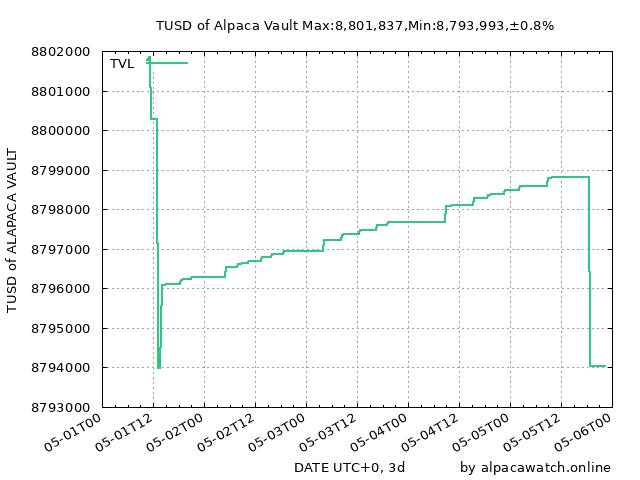 TUSD of Alpaca Vault Max:8,801,837,Min:8,793,993,±0.8%
TVL
8802000
8801000
8800000
8799000
8798000
8797000
8796000
8795000
8794000
8793000
TUSD of ALAPACA VAULT
05-01T00
05-01T12
05-02T00
05-02T12
05-03T00
05-03T12
05-04T00
05-04T12
05-05T00
05-05T12
05-06T00
DATE UTC+0, 3d
by alpacawatch.online